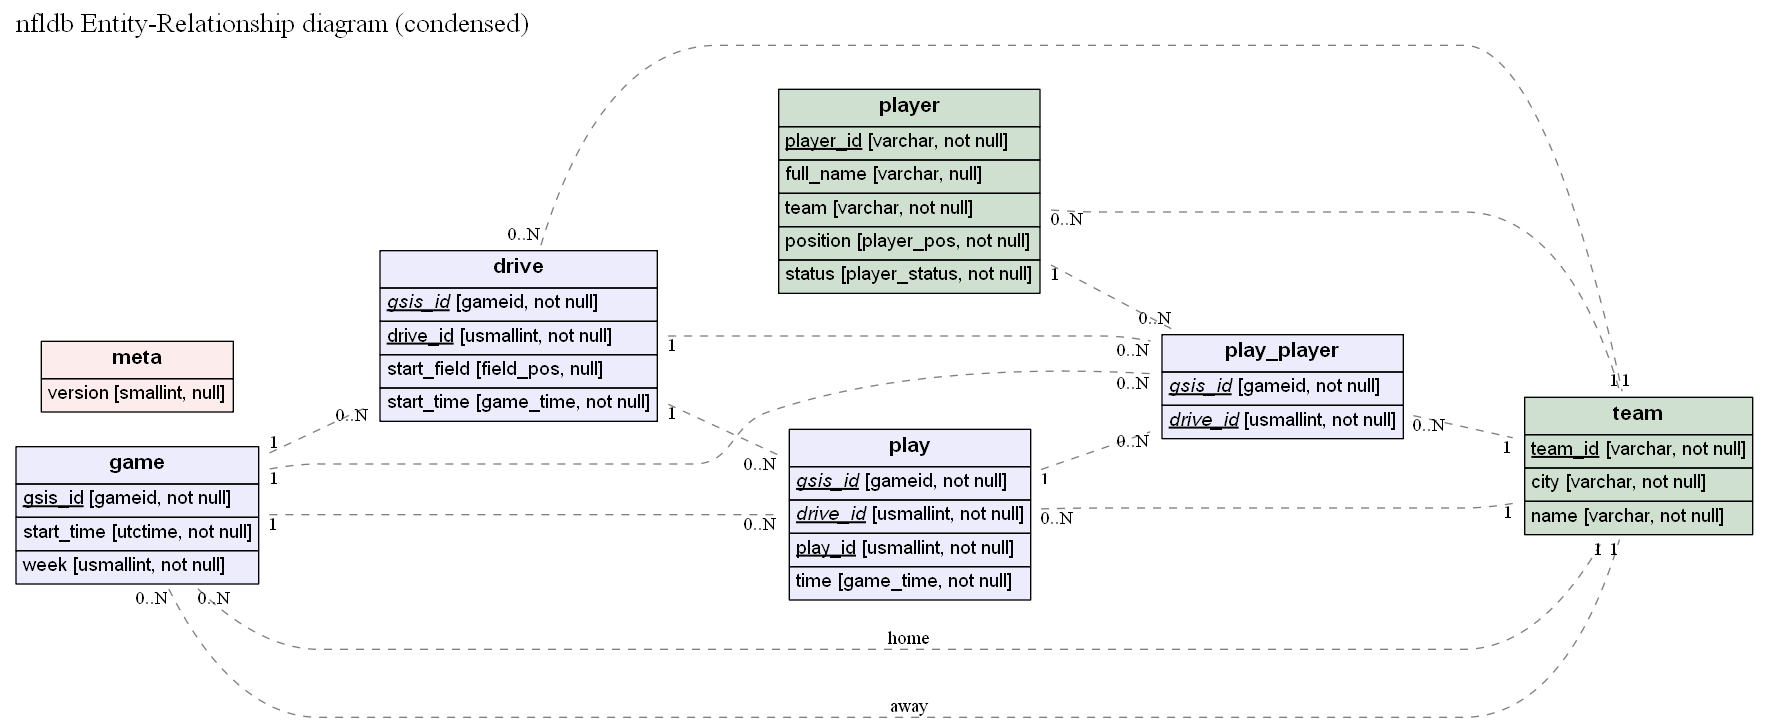 nfldb Entity-Relationship diagram (condensed)
player
player_id [varchar, not null]
full_name [varchar, null]
team [varchar, not null]
position [player_pos, not null]
status [player_status, not null]
0..N
1
0..N
drive
gsis_id [gameid, not null]
drive_id [usmallint, not null]
start_field [field_pos, null]
start_time [game_time, not null]
0..N
1
1
0..N
meta
version [smallint, null]
play_player
gsis_id [gameid, not null]
drive_id [usmallint, not null]
0..N
0..N
0..N
0..N
0..N
game
gsis_id [gameid, not null]
start_time [utctime, not null]
week [usmallint, not null]
1
1
1
0..N
0..N
play
gsis_id [gameid, not null]
drive_id [usmallint, not null]
play_id [usmallint, not null]
time [game_time, not null]
0..N
0..N
1
0..N
team
team_id [varchar, not null]
city [varchar, not null]
name [varchar, not null]
1
1
1
1
1
1
home
away